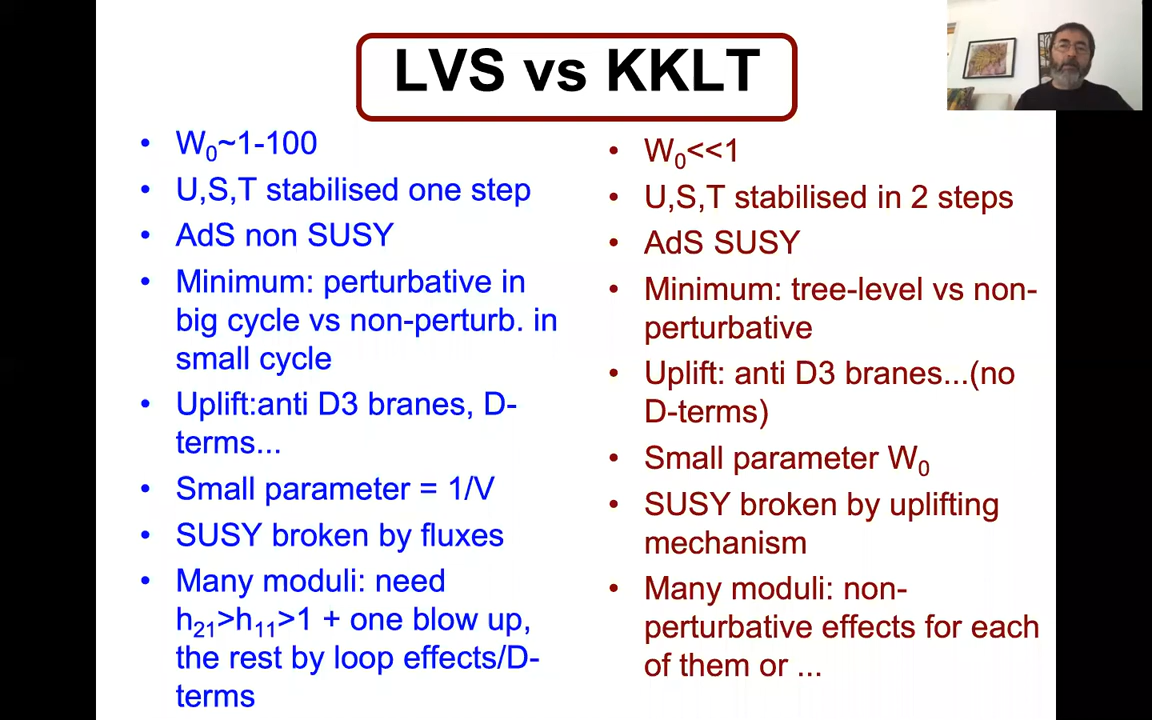 LVS vs KKLT
• W₀~1-100
• U,S,T stabilised one step
• AdS non SUSY
• Minimum: perturbative in
big cycle vs non-perturb. in
small cycle
• Uplift:anti D3 branes, D-
terms...
• Small parameter = 1/V
• SUSY broken by fluxes
• Many moduli: need
h₂₁>h₁₁>1 + one blow up,
the rest by loop effects/D-
terms
• W₀<<1
• U,S,T stabilised in 2 steps
• AdS SUSY
• Minimum: tree-level vs non-
perturbative
• Uplift: anti D3 branes...(no
D-terms)
• Small parameter W₀
• SUSY broken by uplifting
mechanism
• Many moduli: non-
perturbative effects for each
of them or ...